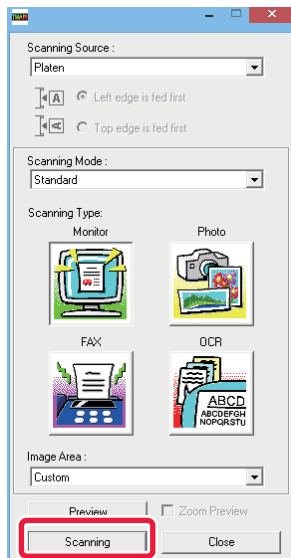 Scanning Source :
Platen
A
Left edge is fed first
A
Top edge is fed first
Scanning Mode :
Standard
Scanning Type:
Monitor
Photo
FAX
OCR
ABCD
ABCDEFGH
NOPQRSTU
Image Area :
Custom
Preview
Zoom Preview
Scanning
Close